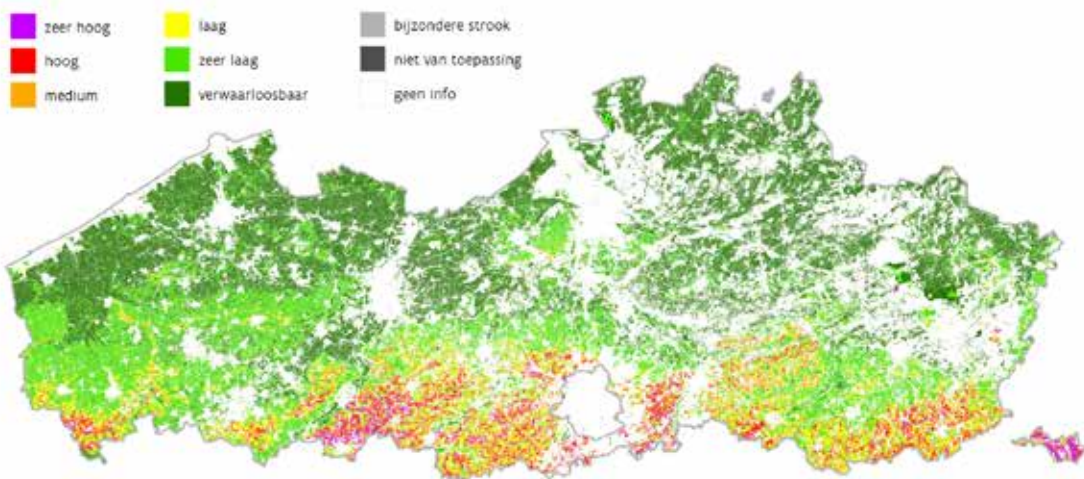 zeer hoog
hoog
medium
laag
zeer laag
verwaarloosbaar
bijzondere strook
niet van toepassing
geen info